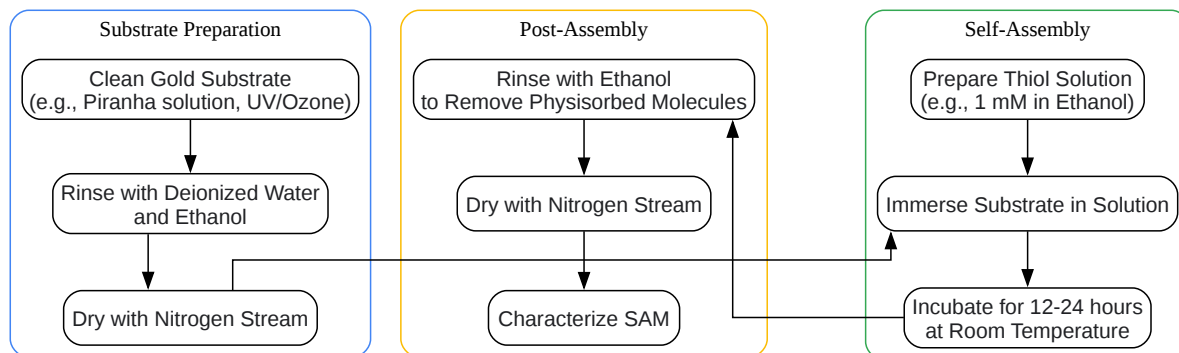 Substrate Preparation
Clean Gold Substrate
(e.g., Piranha solution, UV/Ozone)
Rinse with Deionized Water
and Ethanol
Dry with Nitrogen Stream
Post-Assembly
Rinse with Ethanol
to Remove Physisorbed Molecules
Dry with Nitrogen Stream
Characterize SAM
Self-Assembly
Prepare Thiol Solution
(e.g., 1 mM in Ethanol)
Immerse Substrate in Solution
Incubate for 12-24 hours
at Room Temperature